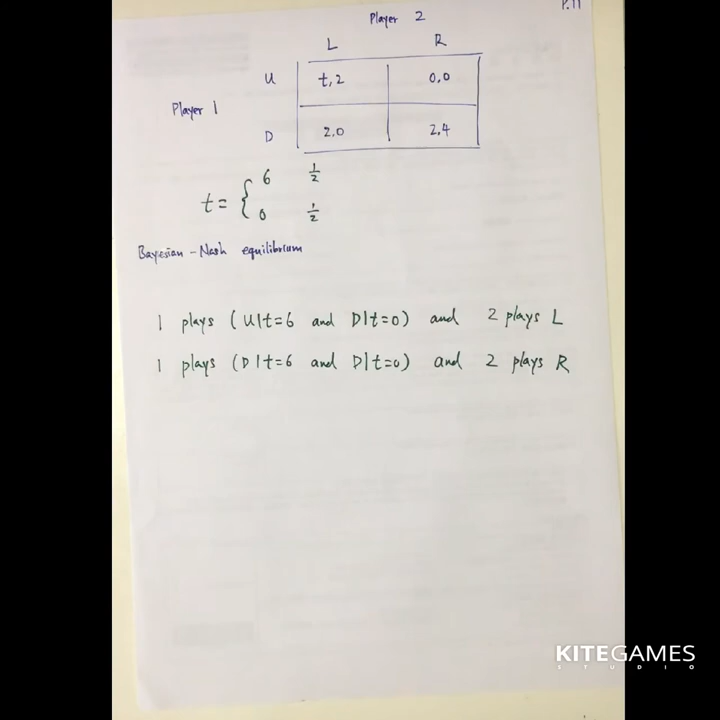 P.11
Player 2
L R
U t,2 0,0
Player 1
D 2,0 2,4
t = { 6 1/2
0 1/2
Bayesian-Nash equilibrium
1 plays (U|t=6 and D|t=0) and 2 plays L
1 plays (D|t=6 and D|t=0) and 2 plays R
KITEGAMES
STUDIO